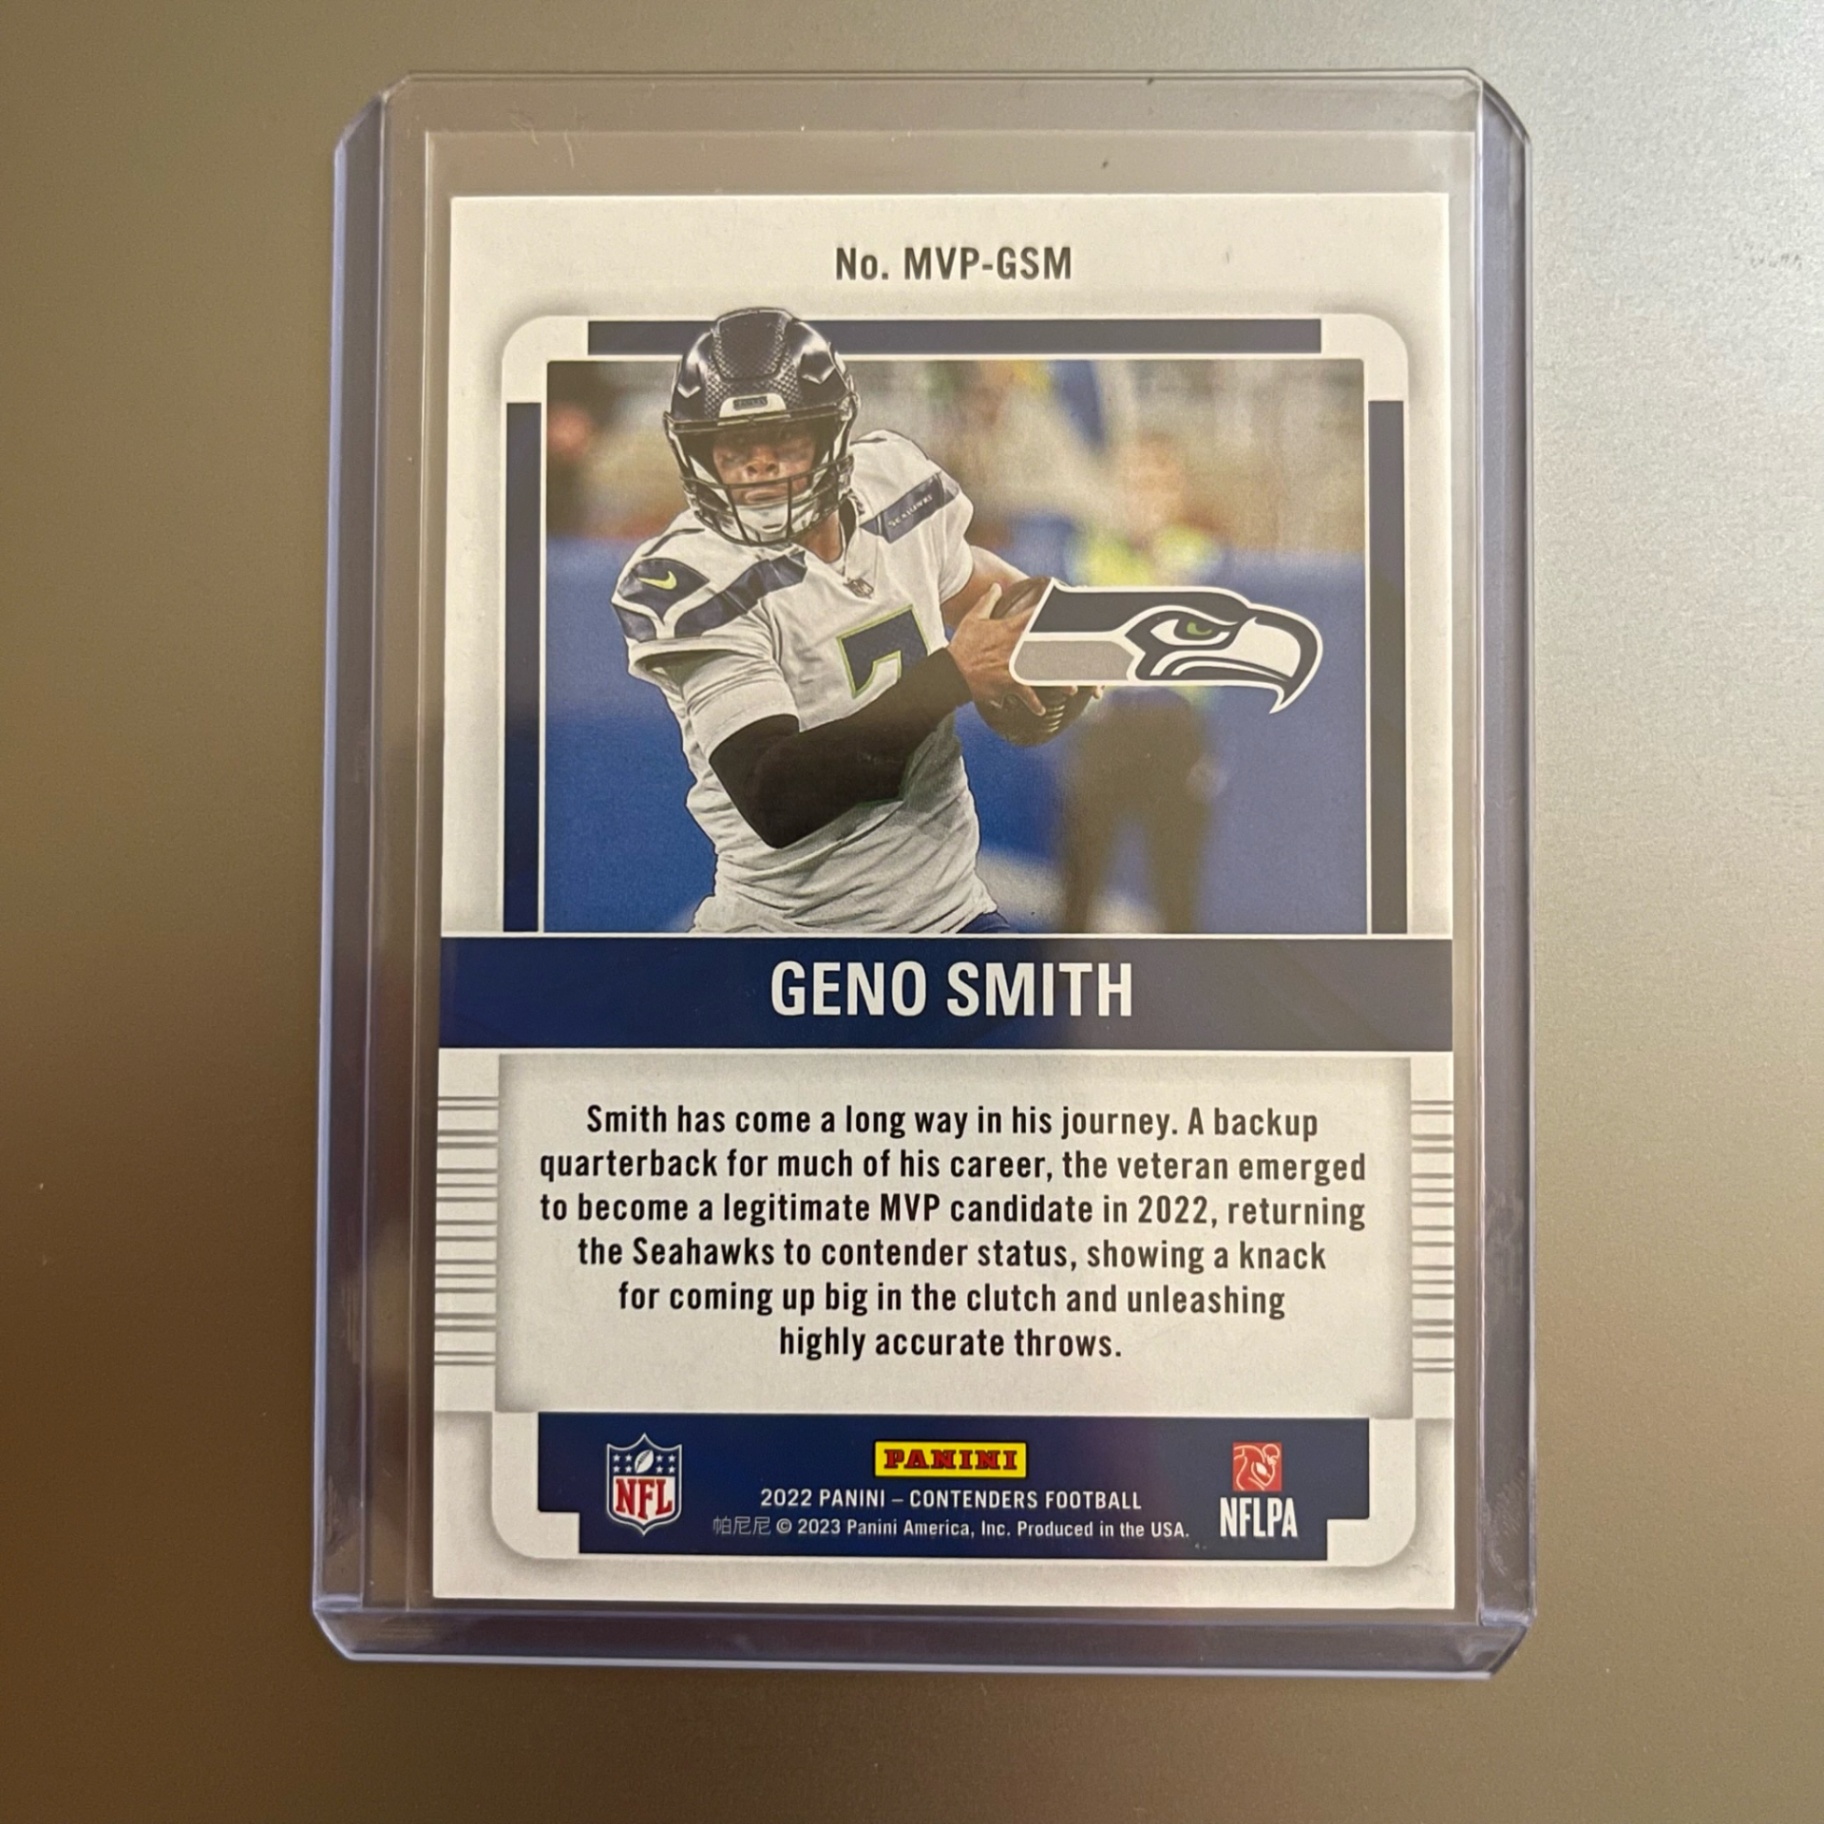 No. MVP-GSM
SEAHAWKS
7
GENO SMITH
Smith has come a long way in his journey. A backup
quarterback for much of his career, the veteran emerged
to become a legitimate MVP candidate in 2022, returning
the Seahawks to contender status, showing a knack
for coming up big in the clutch and unleashing
highly accurate throws.
NFL
PANINI
2022 PANINI – CONTENDERS FOOTBALL
帕尼尼 © 2023 Panini America, Inc. Produced in the USA.
NFLPA